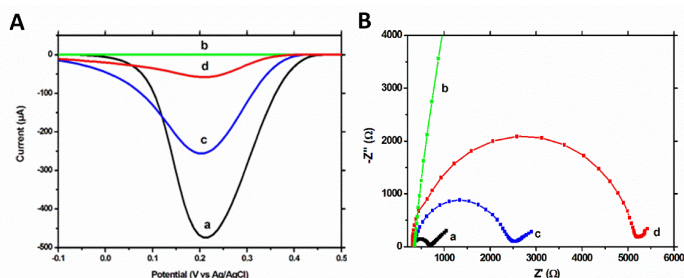 A
B
0
-100
-200
-300
-400
-500
Current (µA)
b
d
c
a
-0.1
0.0
0.1
0.2
0.3
0.4
0.5
Potential (V vs Ag/AgCl)
4000
3000
2000
1000
0
-Z'' (Ω)
b
a
c
d
0
1000
2000
3000
4000
5000
6000
Z' (Ω)